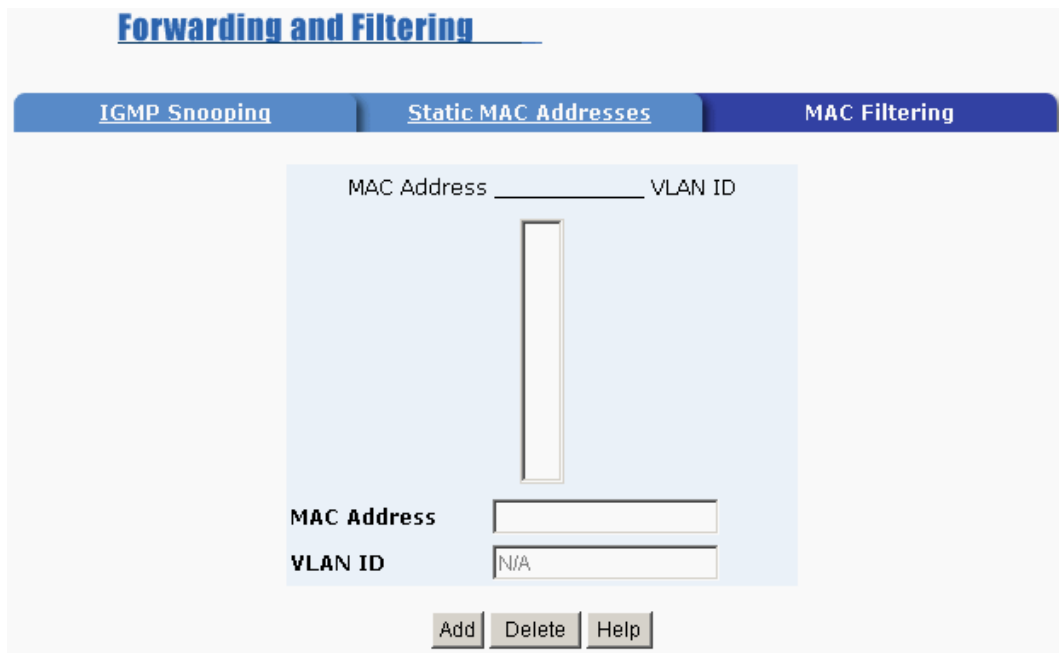 Forwarding and Filtering
IGMP Snooping Static MAC Addresses MAC Filtering
MAC Address ____________ VLAN ID
MAC Address
VLAN ID N/A
Add Delete Help